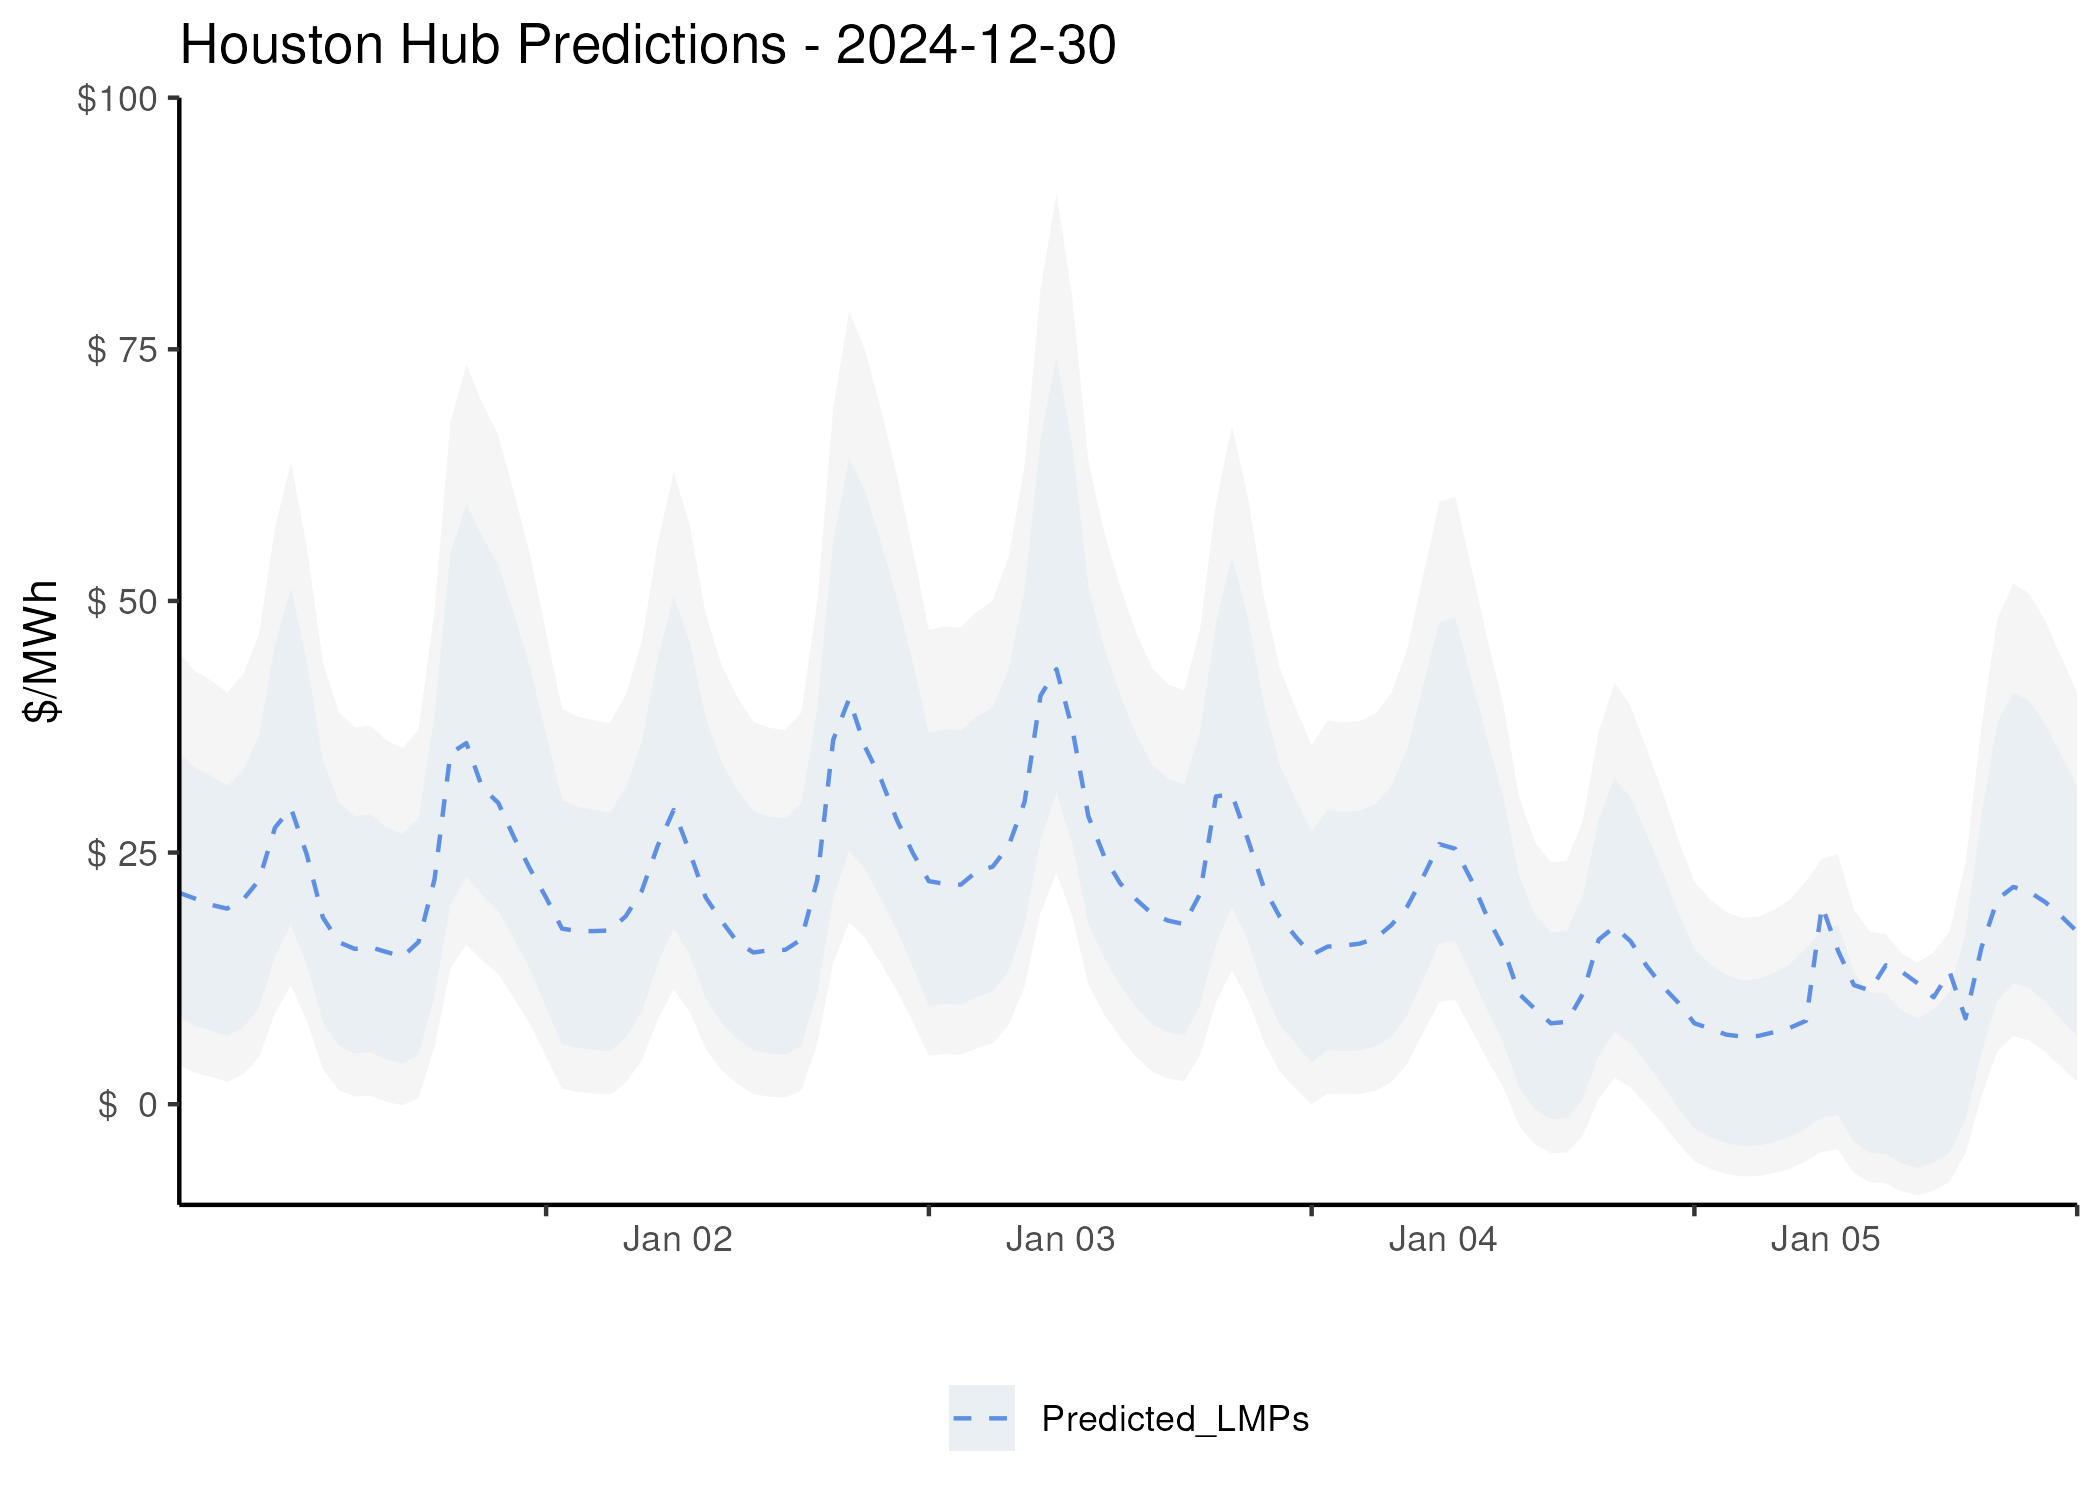 Houston Hub Predictions - 2024-12-30
$100
$ 75
$ 50
$ 25
$  0
$/MWh
Jan 02 Jan 03 Jan 04 Jan 05
Predicted_LMPs